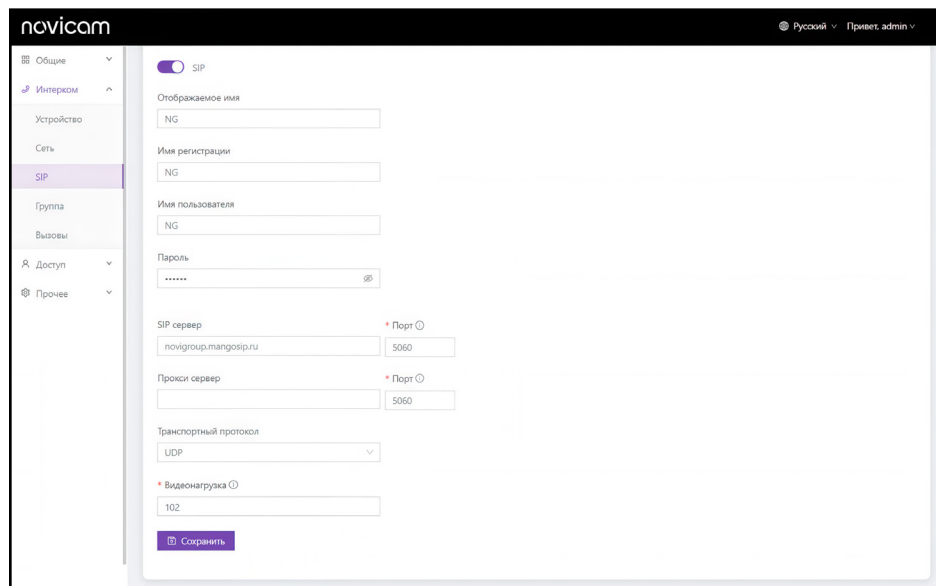 novicam
Русский Привет, admin
Общие
Интерком
Устройство
Сеть
SIP
Группа
Вызовы
Доступ
Прочее
SIP
Отображаемое имя
NG
Имя регистрации
NG
Имя пользователя
NG
Пароль
••••••
SIP сервер * Порт
novigroup.mangosip.ru 5060
Прокси сервер * Порт
5060
Транспортный протокол
UDP
* Видеонагрузка
102
Сохранить